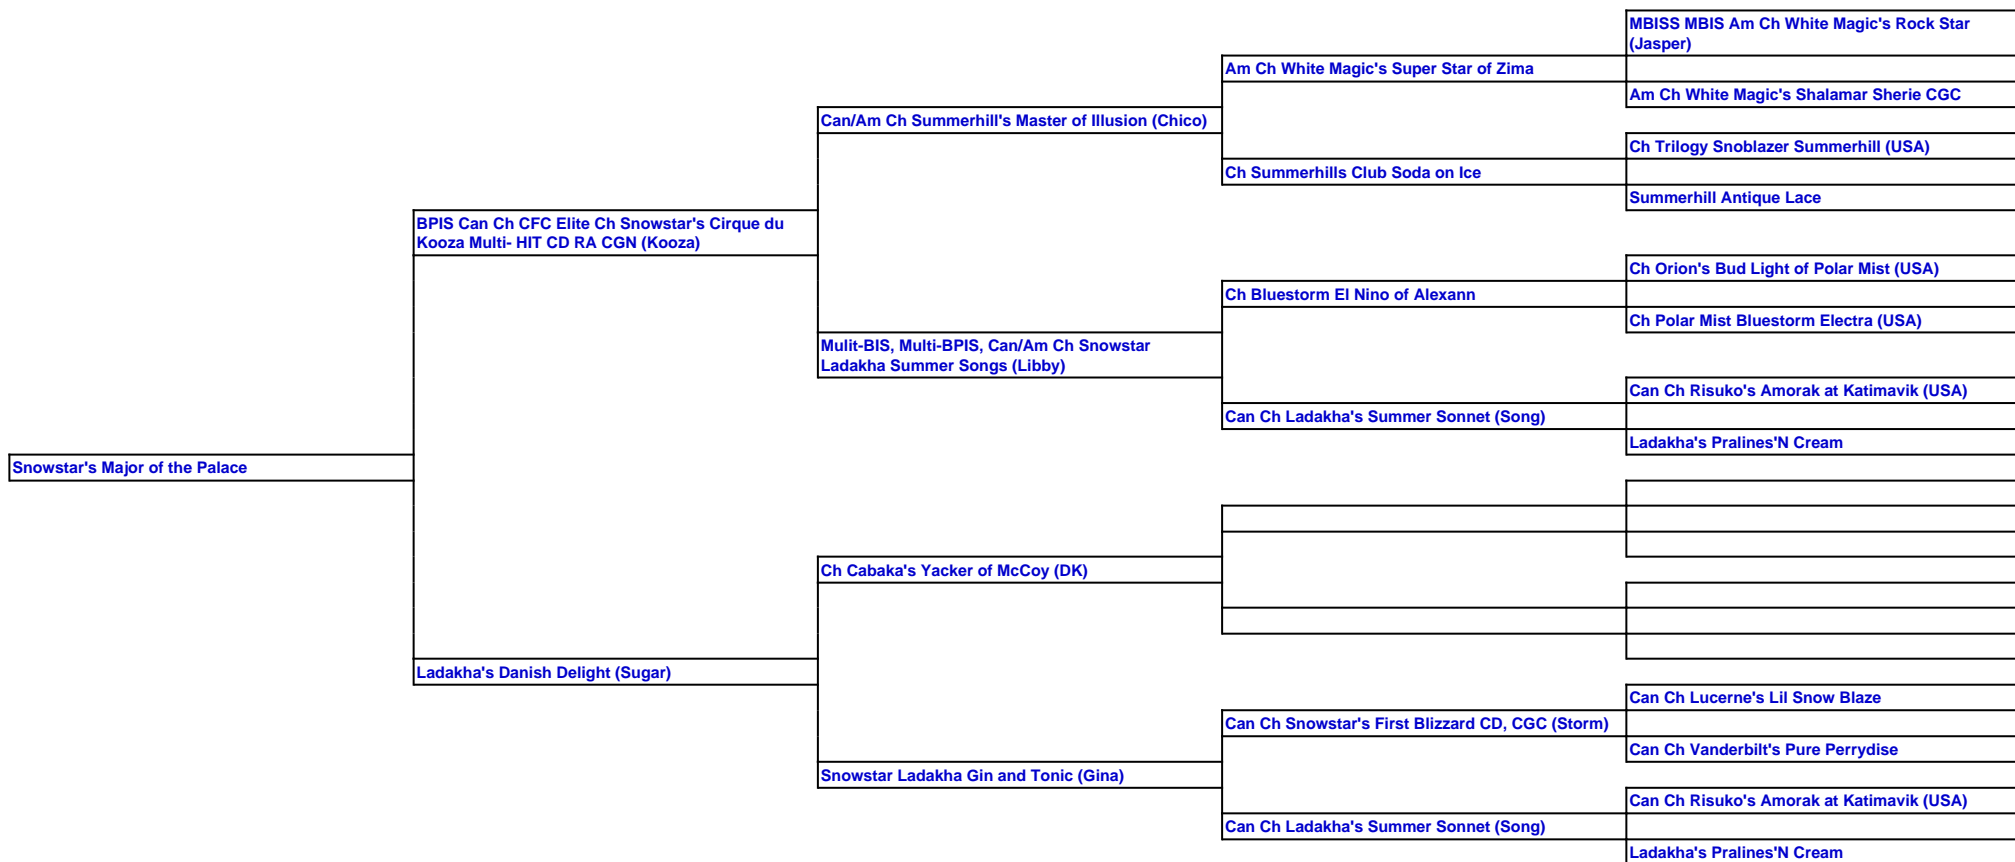 MBISS MBIS Am Ch White Magic's Rock Star
(Jasper)
Am Ch White Magic's Super Star of Zima
Am Ch White Magic's Shalamar Sherie CGC
Can/Am Ch Summerhill's Master of Illusion (Chico)
Ch Trilogy Snoblazer Summerhill (USA)
Ch Summerhills Club Soda on Ice
Summerhill Antique Lace
BPIS Can Ch CFC Elite Ch Snowstar's Cirque du
Kooza Multi- HIT CD RA CGN (Kooza)
Ch Orion's Bud Light of Polar Mist (USA)
Ch Bluestorm El Nino of Alexann
Ch Polar Mist Bluestorm Electra (USA)
Mulit-BIS, Multi-BPIS, Can/Am Ch Snowstar
Ladakha Summer Songs (Libby)
Can Ch Risuko's Amorak at Katimavik (USA)
Can Ch Ladakha's Summer Sonnet (Song)
Ladakha's Pralines'N Cream
Snowstar's Major of the Palace
Ch Cabaka's Yacker of McCoy (DK)
Ladakha's Danish Delight (Sugar)
Can Ch Lucerne's Lil Snow Blaze
Can Ch Snowstar's First Blizzard CD, CGC (Storm)
Can Ch Vanderbilt's Pure Perrydise
Snowstar Ladakha Gin and Tonic (Gina)
Can Ch Risuko's Amorak at Katimavik (USA)
Can Ch Ladakha's Summer Sonnet (Song)
Ladakha's Pralines'N Cream